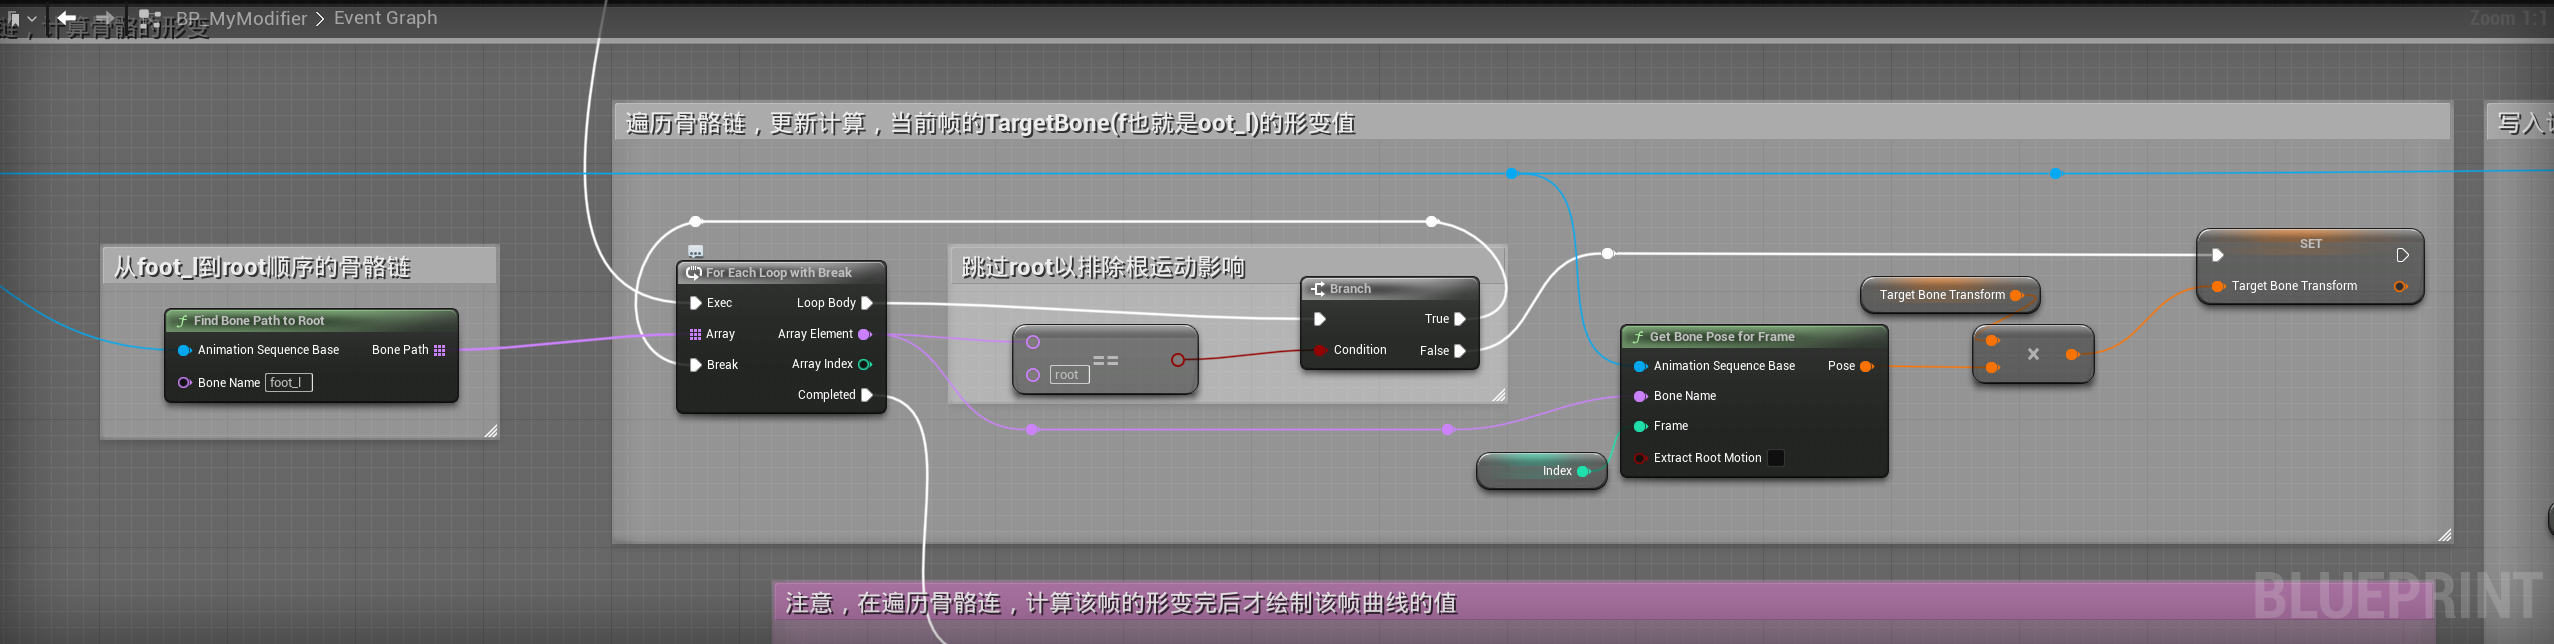 BP_MyModifier > Event Graph
Zoom 1:1
链，计算骨骼的形变
遍历骨骼链，更新计算，当前帧的TargetBone(f也就是oot_l)的形变值
写入
从foot_l到root顺序的骨骼链
Find Bone Path to Root
Animation Sequence Base
Bone Path
Bone Name
foot_l
For Each Loop with Break
Exec
Loop Body
Array
Array Element
Break
Array Index
Completed
跳过root以排除根运动影响
==
root
Branch
True
Condition
False
Get Bone Pose for Frame
Animation Sequence Base
Pose
Bone Name
Frame
Extract Root Motion
Index
Target Bone Transform
×
SET
Target Bone Transform
注意，在遍历骨骼连，计算该帧的形变完后才绘制该帧曲线的值
BLUEPRINT